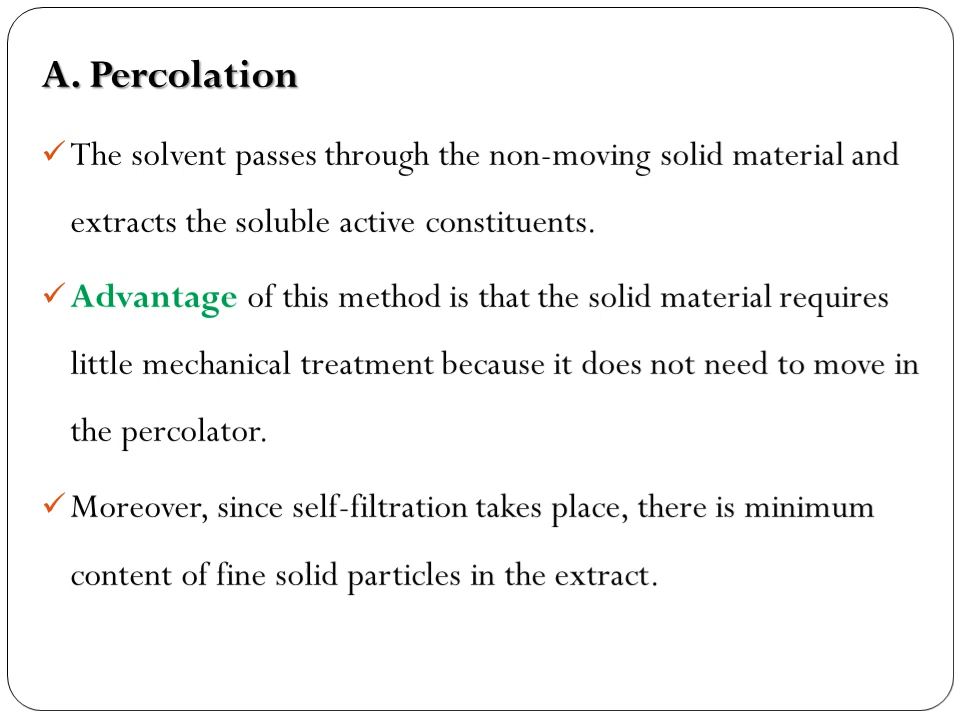 A. Percolation
✓ The solvent passes through the non-moving solid material and
extracts the soluble active constituents.
✓ Advantage of this method is that the solid material requires
little mechanical treatment because it does not need to move in
the percolator.
✓ Moreover, since self-filtration takes place, there is minimum
content of fine solid particles in the extract.